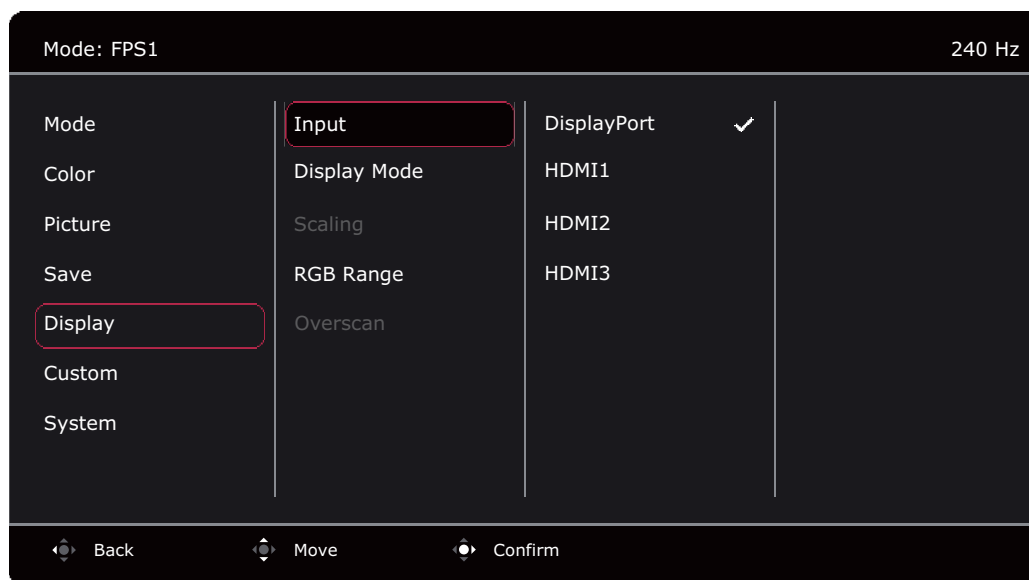 Mode: FPS1 240 Hz
Mode Input DisplayPort
Color Display Mode HDMI1
Picture Scaling HDMI2
Save RGB Range HDMI3
Display Overscan
Custom
System
Back Move Confirm